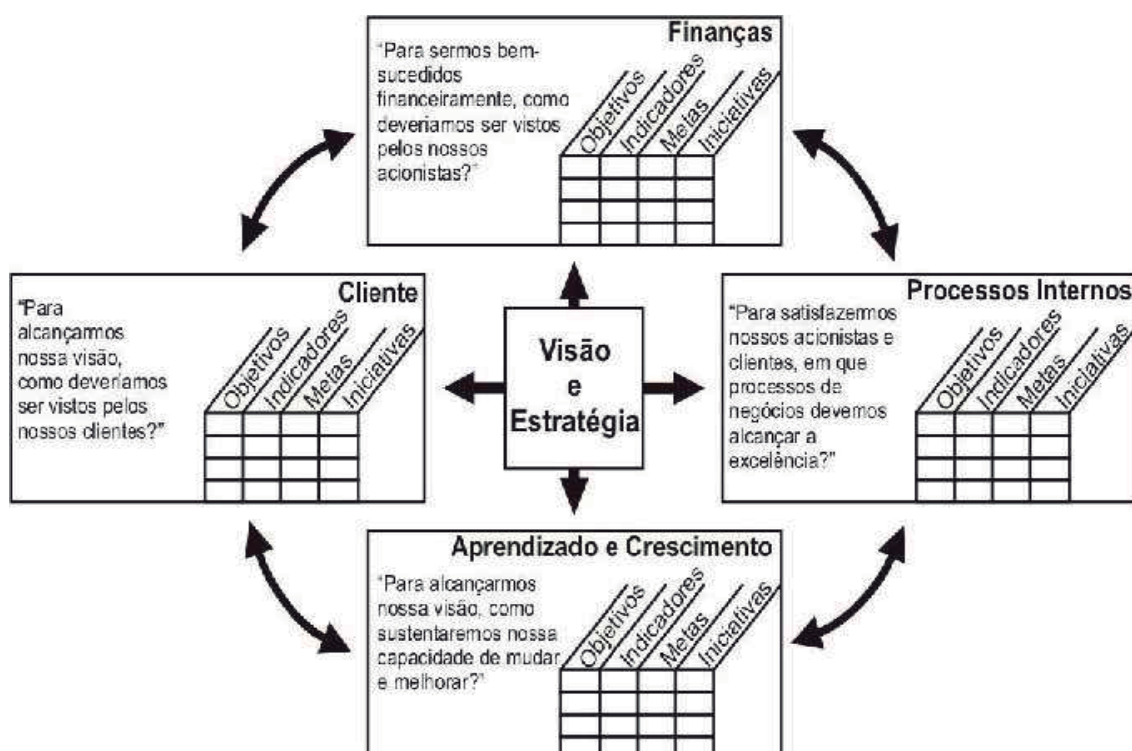 Finanças
"Para sermos bem-
sucedidos
financeiramente, como
deveriamos ser vistos
pelos nossos
acionistas?"
Objetivos
Indicadores
Metas
Iniciativas
Cliente
"Para
alcançarmos
nossa visão,
como deveríamos
ser vistos pelos
nossos clientes?"
Objetivos
Indicadores
Metas
Iniciativas
Visão
e
Estratégia
Processos Internos
"Para satisfazermos
nossos acionistas e
clientes, em que
processos de
negócios devemos
alcançar a
excelência?"
Objetivos
Indicadores
Metas
Iniciativas
Aprendizado e Crescimento
"Para alcançarmos
nossa visão, como
sustentaremos nossa
capacidade de mudar
e melhorar?"
Objetivos
Indicadores
Metas
Iniciativas